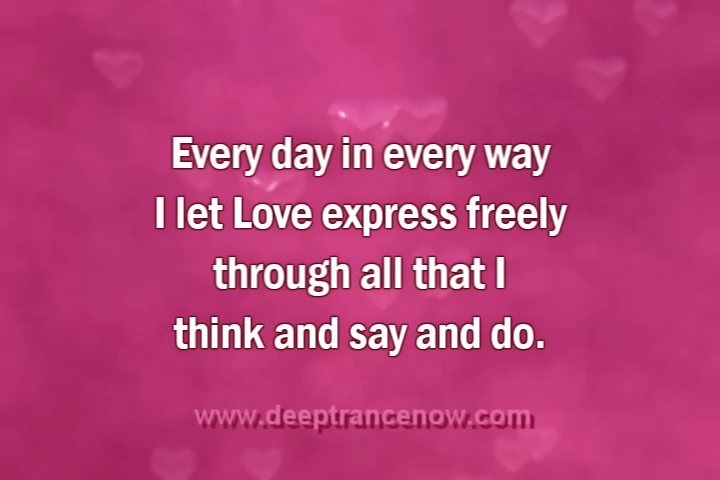 Every day in every way
I let Love express freely
through all that I
think and say and do.
www.deeptrancenow.com